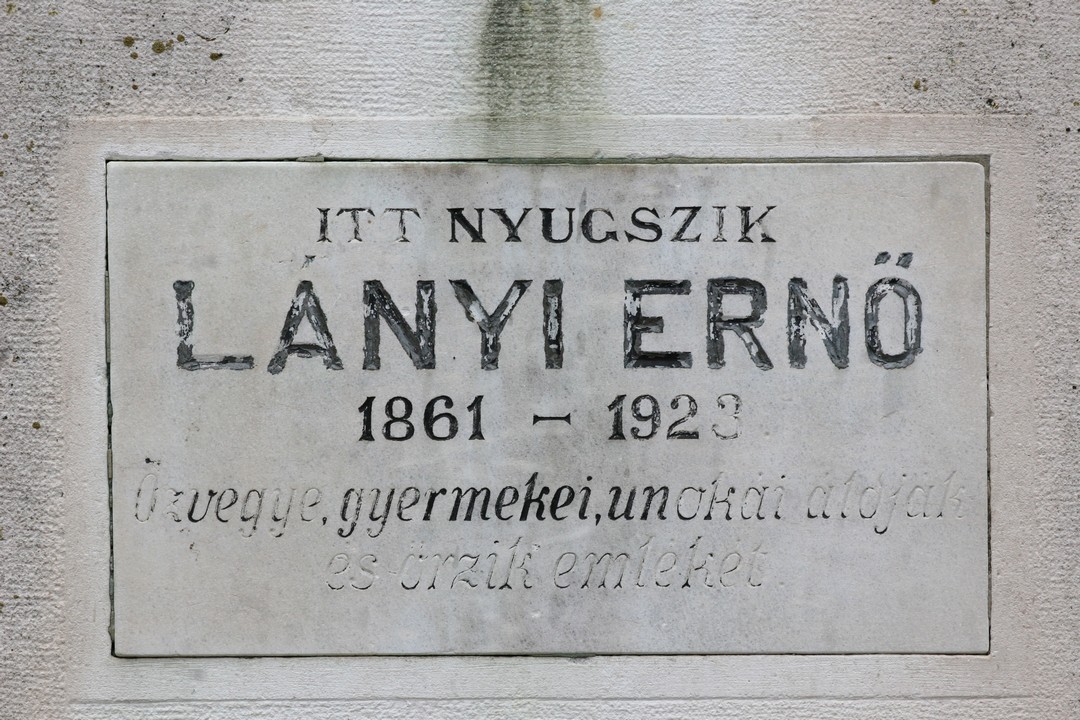 ITT NYUGSZIK
LÁNYI ERNŐ
1861 – 1923
Özvegye, gyermekei, unokái áldják
és őrzik emlékét